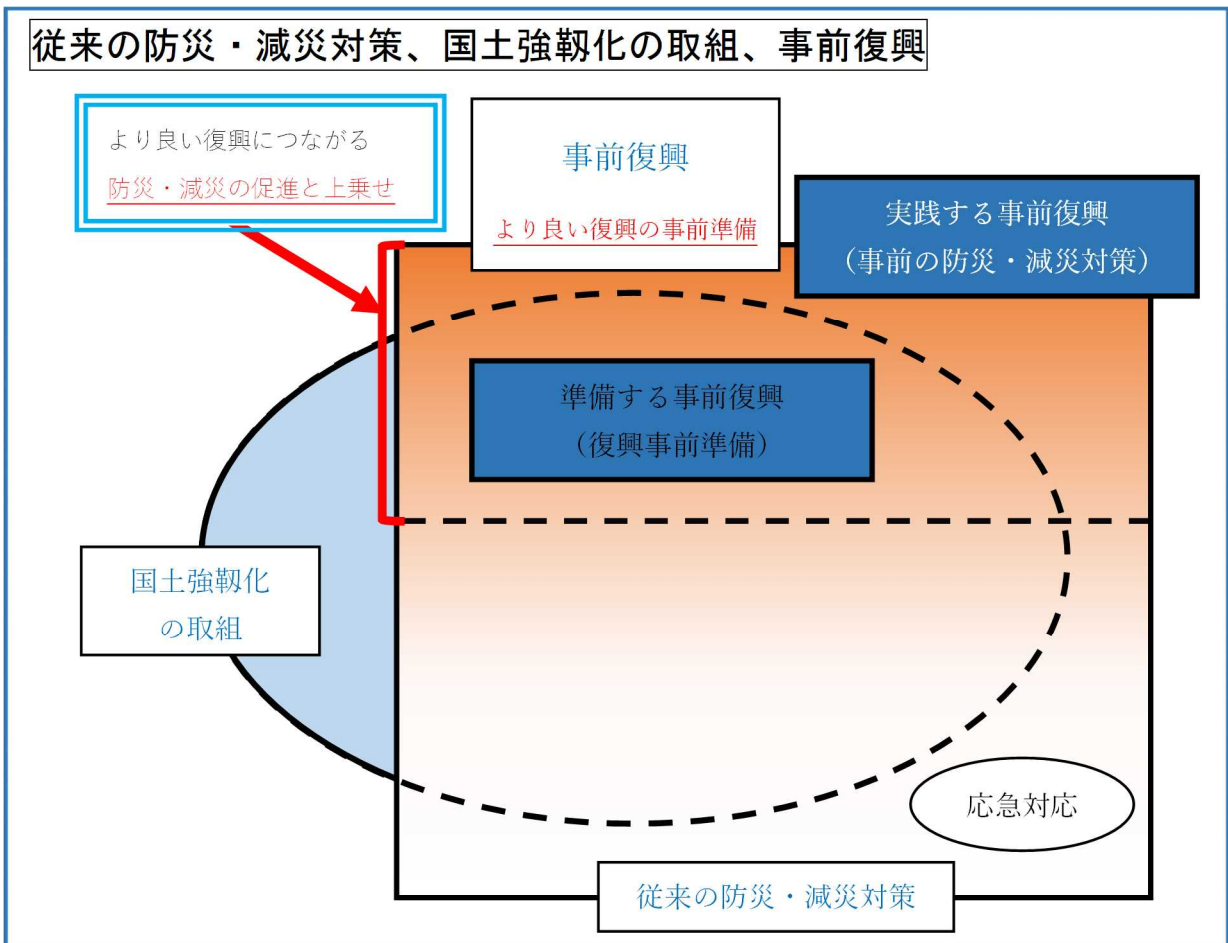 従来の防災・減災対策、国土強靱化の取組、事前復興
より良い復興につながる
防災・減災の促進と上乗せ
事前復興
より良い復興の事前準備
実践する事前復興
（事前の防災・減災対策）
準備する事前復興
（復興事前準備）
国土強靱化
の取組
応急対応
従来の防災・減災対策